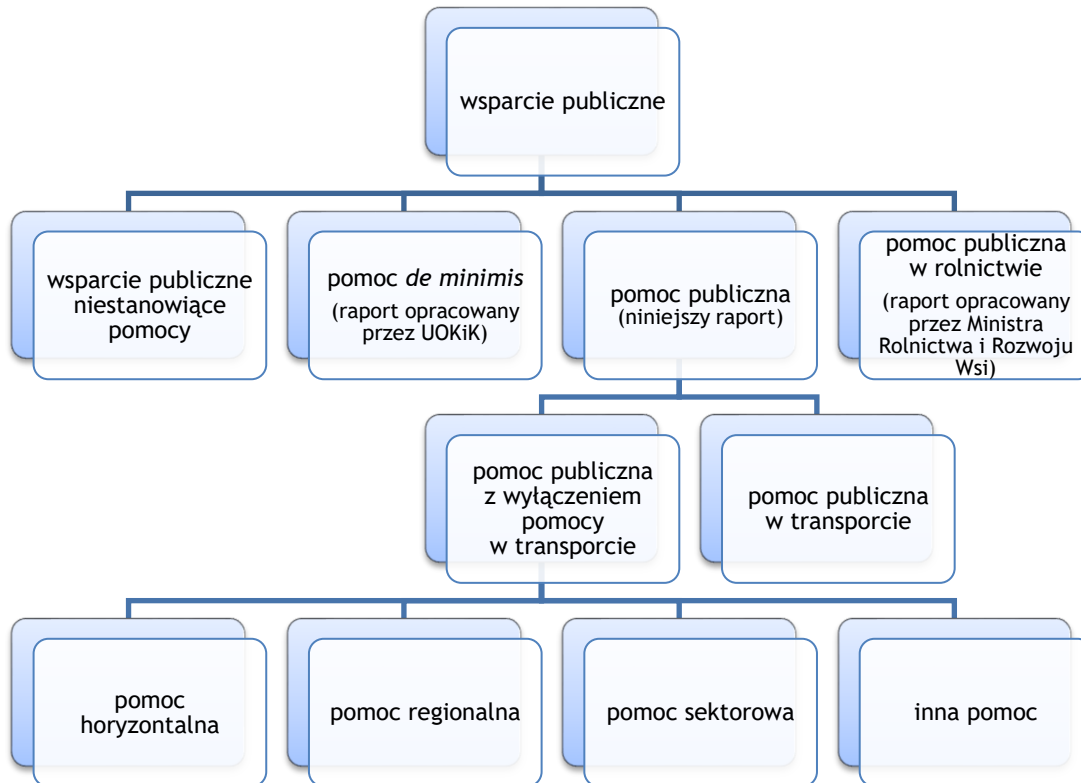 wsparcie publiczne
wsparcie publiczne
niestanowiące
pomocy
pomoc de minimis
(raport opracowany
przez UOKiK)
pomoc publiczna
(niniejszy raport)
pomoc publiczna
w rolnictwie
(raport opracowany
przez Ministra
Rolnictwa i Rozwoju
Wsi)
pomoc publiczna
z wyłączeniem
pomocy
w transporcie
pomoc publiczna
w transporcie
pomoc
horyzontalna
pomoc regionalna
pomoc sektorowa
inna pomoc